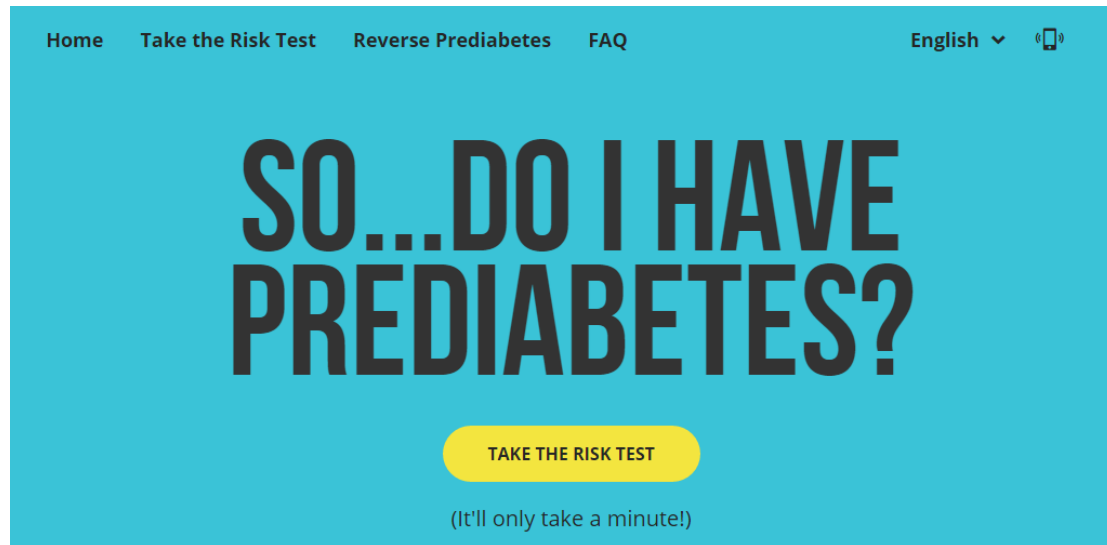 Home Take the Risk Test Reverse Prediabetes FAQ English
SO...DO I HAVE
PREDIABETES?
TAKE THE RISK TEST
(It'll only take a minute!)